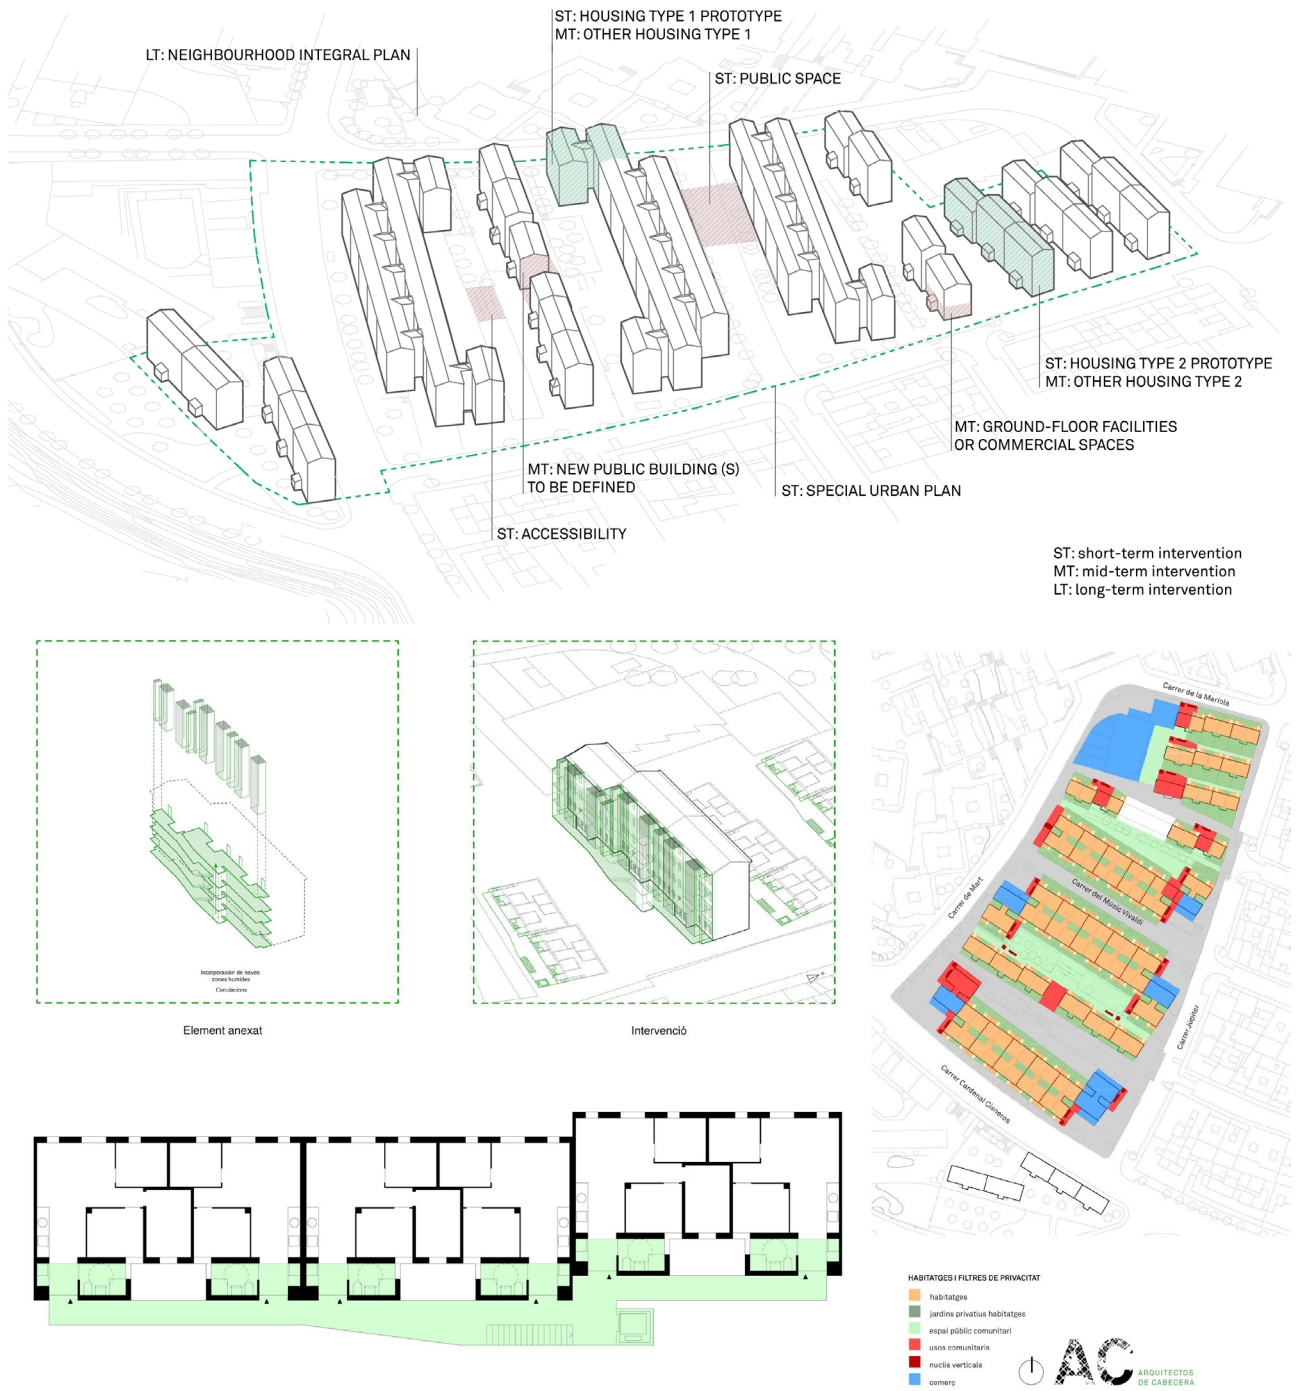 ST: HOUSING TYPE 1 PROTOTYPE
MT: OTHER HOUSING TYPE 1
LT: NEIGHBOURHOOD INTEGRAL PLAN
ST: PUBLIC SPACE
ST: HOUSING TYPE 2 PROTOTYPE
MT: OTHER HOUSING TYPE 2
MT: GROUND-FLOOR FACILITIES
OR COMMERCIAL SPACES
MT: NEW PUBLIC BUILDING (S)
TO BE DEFINED
ST: SPECIAL URBAN PLAN
ST: ACCESSIBILITY
ST: short-term intervention
MT: mid-term intervention
LT: long-term intervention
Incorporación de noves
zones humides
Circulacions
Element anexat
Intervenció
Carrer de la Mariola
Carrer de Mart
Carrer del Músic Vivaldi
Carrer Júpiter
Carrer Cardenal Cisneros
HABITATGES I FILTRES DE PRIVACITAT
habitatges
jardins privatius habitatges
espai públic comunitari
usos comunitaris
nuclis verticals
comerç
AC
ARQUITECTOS
DE CABECERA